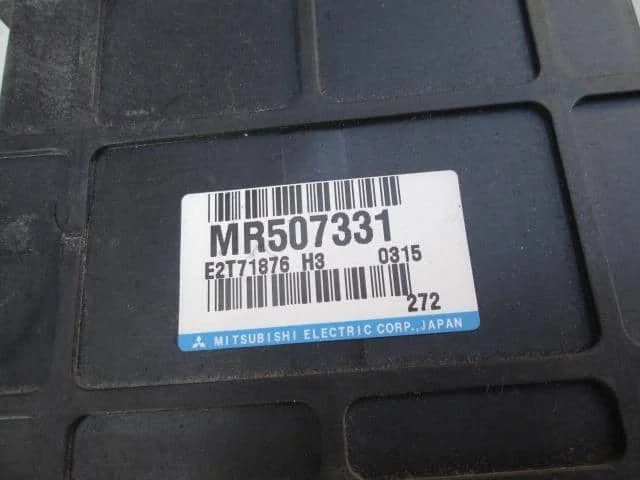 MR507331
E2T71876 H3 0315
272
MITSUBISHI ELECTRIC CORP., JAPAN